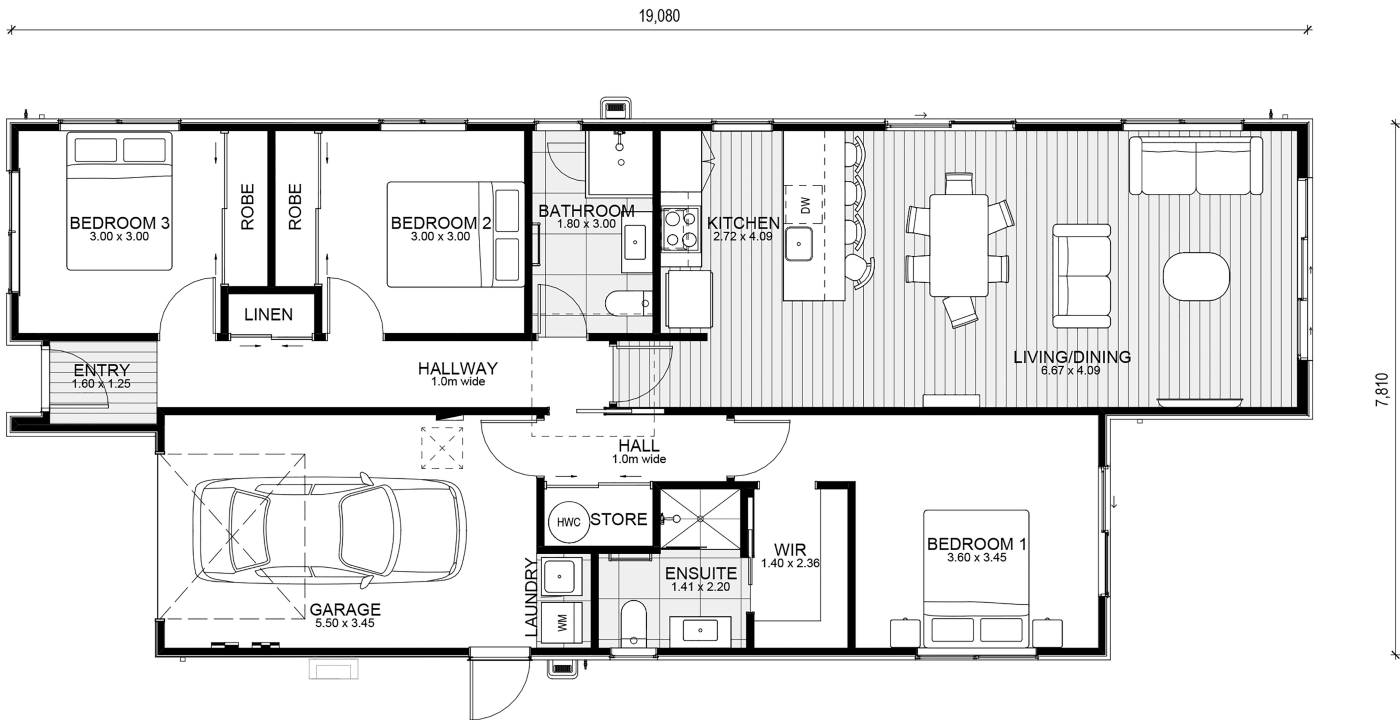 19,080
7,810
BEDROOM 3
3.00 x 3.00
ROBE
ROBE
BEDROOM 2
3.00 x 3.00
BATHROOM
1.80 x 3.00
KITCHEN
2.72 x 4.09
DW
LINEN
ENTRY
1.60 x 1.25
HALLWAY
1.0m wide
LIVING/DINING
6.67 x 4.09
HALL
1.0m wide
HWC
STORE
GARAGE
5.50 x 3.45
LAUNDRY
WM
ENSUITE
1.41 x 2.20
WIR
1.40 x 2.36
BEDROOM 1
3.60 x 3.45